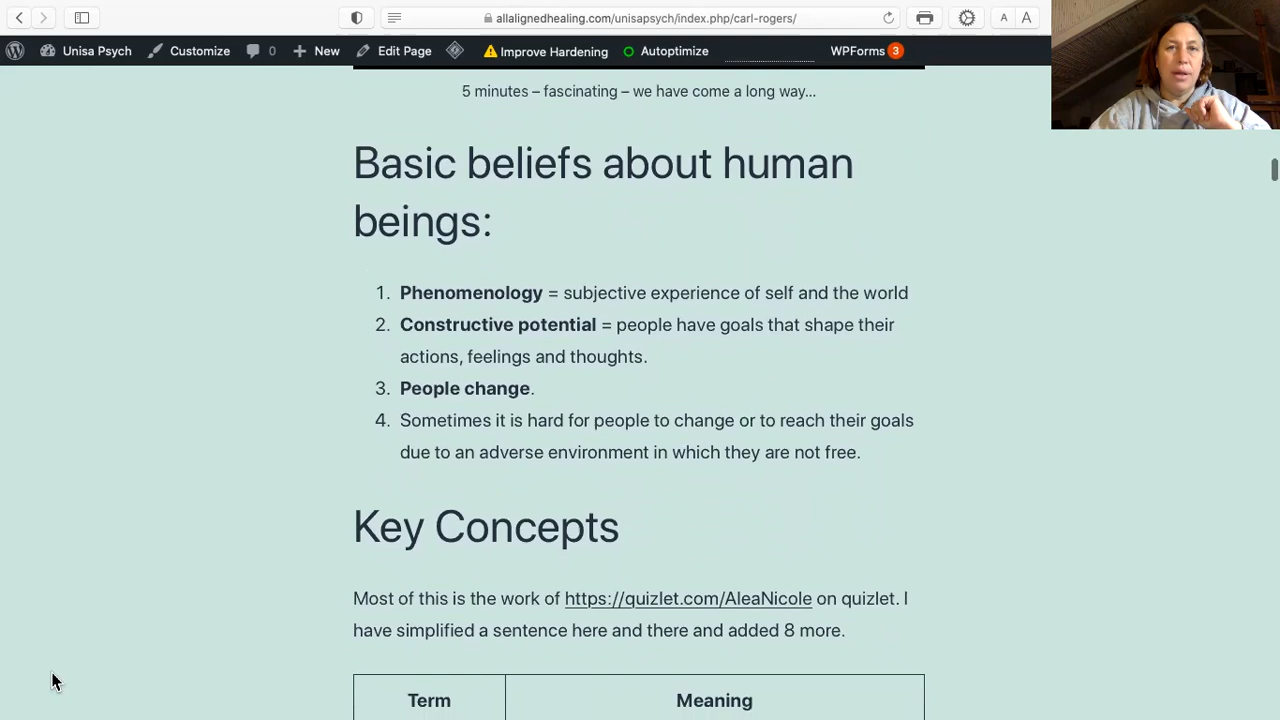 allalignedhealing.com/unisapsych/index.php/carl-rogers/
A A
Unisa Psych Customize 0 New Edit Page Improve Hardening Autoptimize WPForms 3
5 minutes – fascinating – we have come a long way...
Basic beliefs about human
beings:
1. Phenomenology = subjective experience of self and the world
2. Constructive potential = people have goals that shape their
actions, feelings and thoughts.
3. People change.
4. Sometimes it is hard for people to change or to reach their goals
due to an adverse environment in which they are not free.
Key Concepts
Most of this is the work of https://quizlet.com/AleaNicole on quizlet. I
have simplified a sentence here and there and added 8 more.
Term Meaning